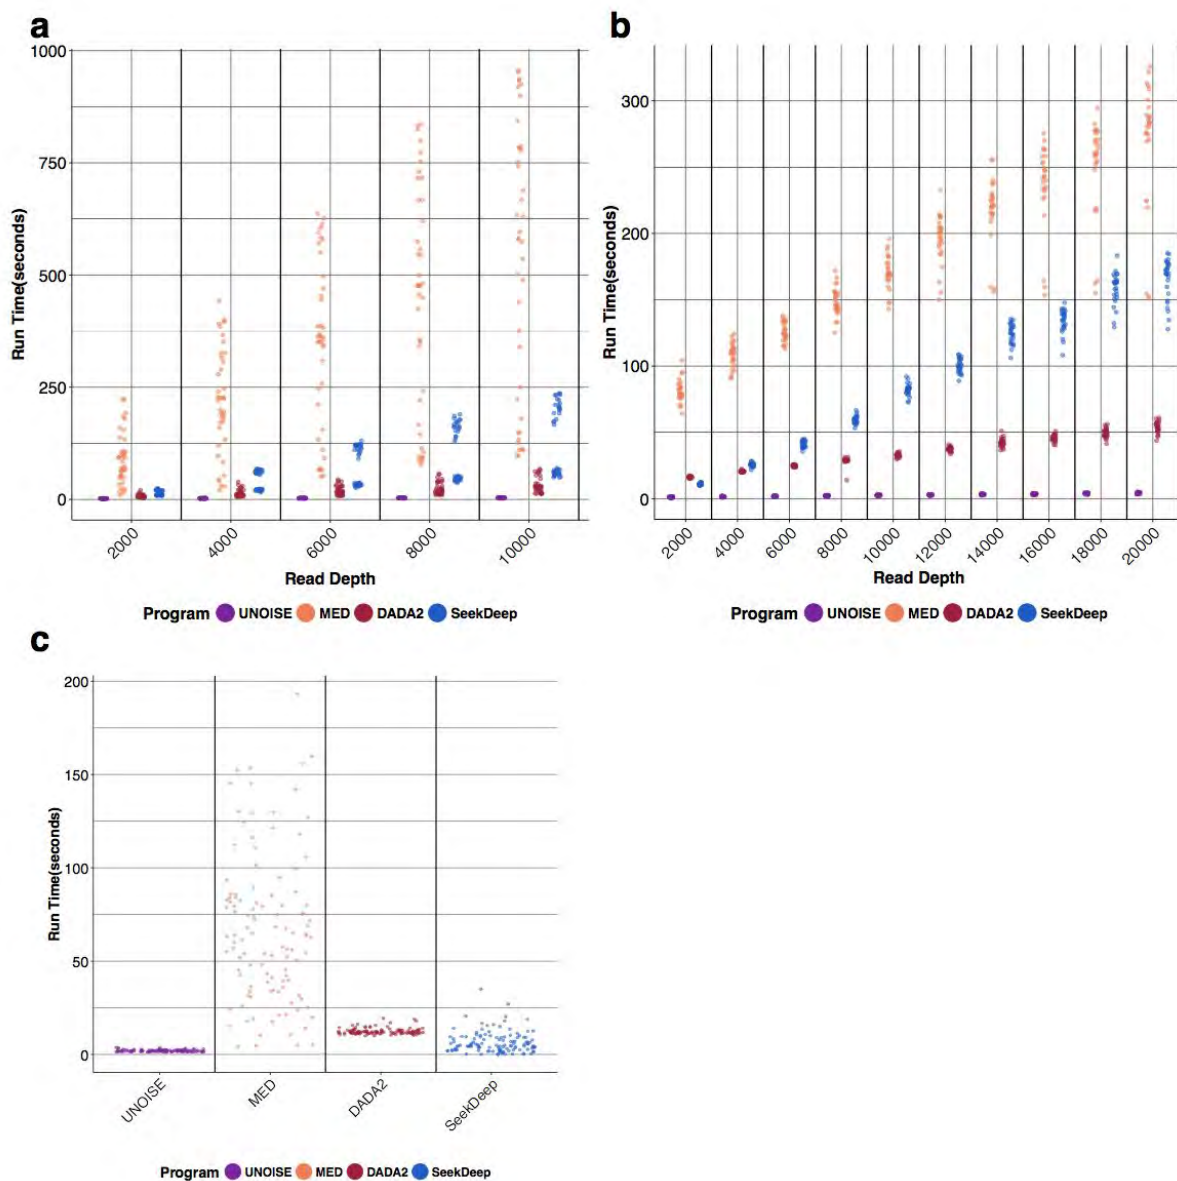 a
1000
750
500
250
0
Run Time(seconds)
2000
4000
6000
8000
10000
Read Depth
Program UNOISE MED DADA2 SeekDeep
b
300
200
100
0
Run Time(seconds)
2000
4000
6000
8000
10000
12000
14000
16000
18000
20000
Read Depth
Program UNOISE MED DADA2 SeekDeep
c
200
150
100
50
0
Run Time(seconds)
UNOISE
MED
DADA2
SeekDeep
Program UNOISE MED DADA2 SeekDeep